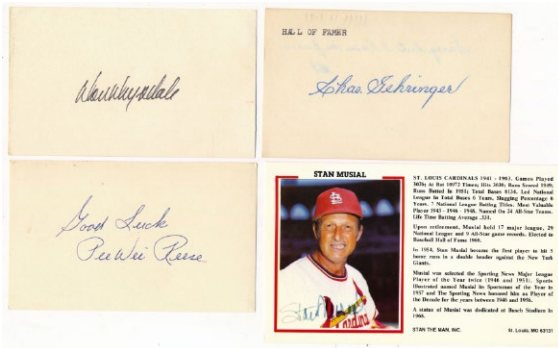 Don Drysdale
HALL OF FAMER
Chas. Gehringer
Good Luck
Pee Wee Reese
STAN MUSIAL
Stan Musial
Cardinals
ST. LOUIS CARDINALS 1941 - 1963. Games Played
3026; At Bat 10972 Times; Hits 3630; Runs Scored 1949;
Runs Batted In 1951; Total Bases 6134. Led National
League in Total Bases 6 Years, Slugging Percentage 6
Years. 7 National League Batting Titles. Most Valuable
Player 1943 - 1946 - 1948. Named On 24 All-Star Teams.
Life Time Batting Average .331.
Upon retirement, Musial held 17 major league, 29
National League and 9 All-Star game records. Elected to
Baseball Hall of Fame 1969.
In 1954, Stan Musial became the first player to hit 5
home runs in a double header against the New York
Giants.
Musial was selected the Sporting News Major League
Player of the Year twice (1946 and 1951). Sports
Illustrated named Musial its Sportsman of the Year in
1957 and The Sporting News honored him as Player of
the Decade for the years between 1946 and 1956.
A statue of Musial was dedicated at Busch Stadium in
1968.
STAN THE MAN, INC. St. Louis, MO 63131